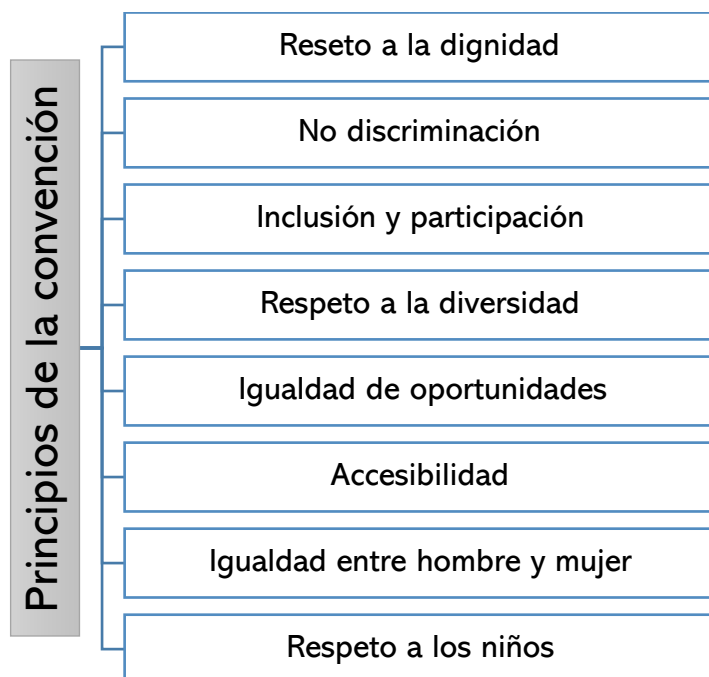 Principios de la convención
Reseto a la dignidad
No discriminación
Inclusión y participación
Respeto a la diversidad
Igualdad de oportunidades
Accesibilidad
Igualdad entre hombre y mujer
Respeto a los niños